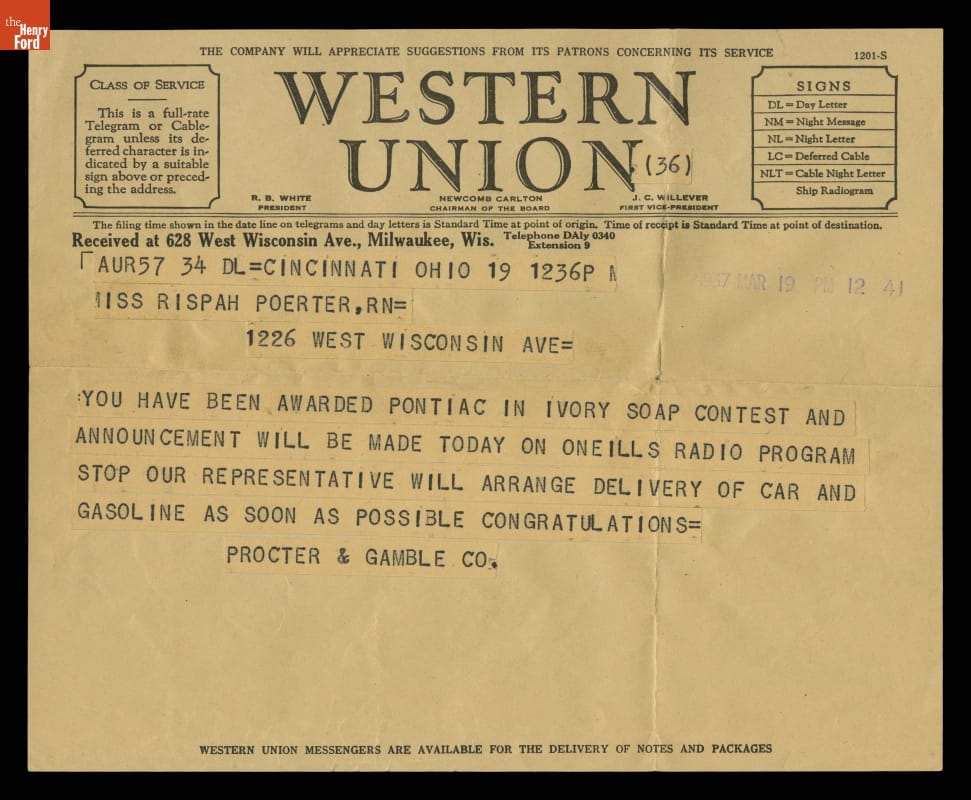 the
Henry
Ford
THE COMPANY WILL APPRECIATE SUGGESTIONS FROM ITS PATRONS CONCERNING ITS SERVICE
1201-S
CLASS OF SERVICE
This is a full-rate
Telegram or Cable-
gram unless its de-
ferred character is in-
dicated by a suitable
sign above or preced-
ing the address.
WESTERN
UNION (36)
R. B. WHITE
PRESIDENT
NEWCOMB CARLTON
CHAIRMAN OF THE BOARD
J. C. WILLEVER
FIRST VICE-PRESIDENT
SIGNS
DL = Day Letter
NM = Night Message
NL = Night Letter
LC = Deferred Cable
NLT = Cable Night Letter
Ship Radiogram
The filing time shown in the date line on telegrams and day letters is Standard Time at point of origin. Time of receipt is Standard Time at point of destination.
Received at 628 West Wisconsin Ave., Milwaukee, Wis. Telephone DAly 0340
Extension 9
AUR57 34 DL=CINCINNATI OHIO 19 1236P
1937 MAR 19 PM 12 41
MISS RISPAH POERTER,RN=
1226 WEST WISCONSIN AVE=
:YOU HAVE BEEN AWARDED PONTIAC IN IVORY SOAP CONTEST AND
ANNOUNCEMENT WILL BE MADE TODAY ON ONEILLS RADIO PROGRAM
STOP OUR REPRESENTATIVE WILL ARRANGE DELIVERY OF CAR AND
GASOLINE AS SOON AS POSSIBLE CONGRATULATIONS=
PROCTER & GAMBLE CO.
WESTERN UNION MESSENGERS ARE AVAILABLE FOR THE DELIVERY OF NOTES AND PACKAGES